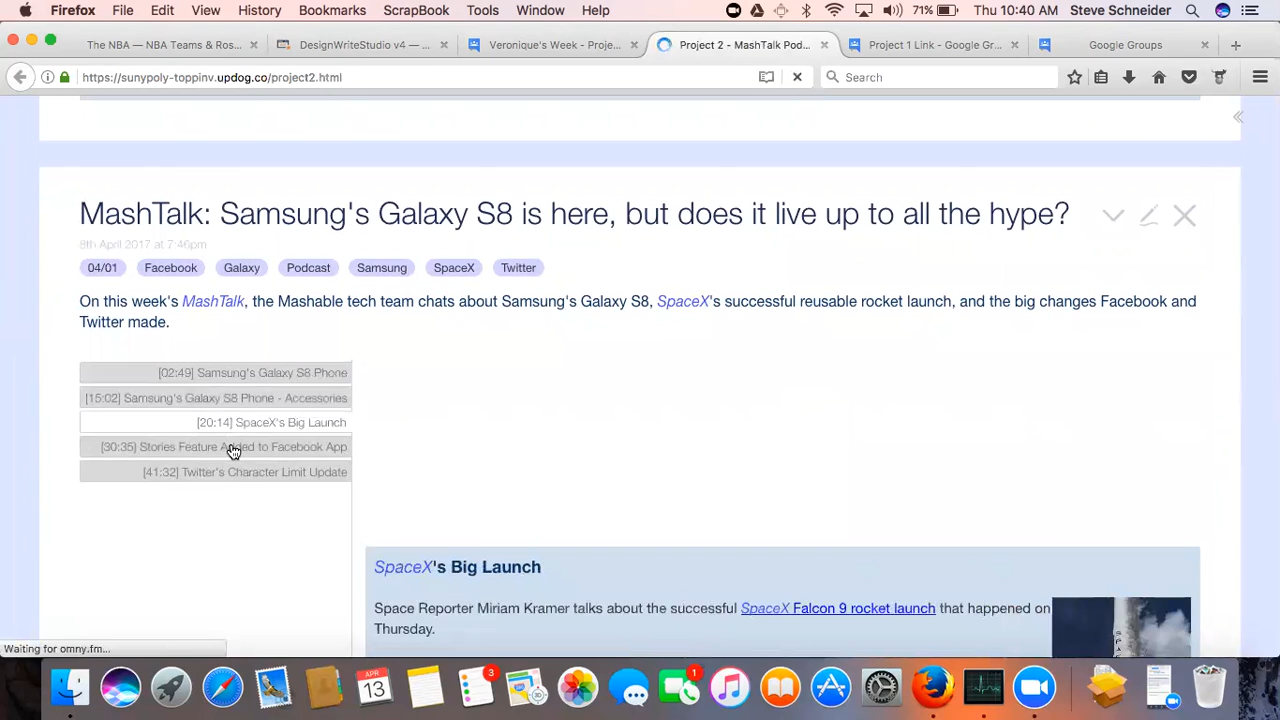 Firefox File Edit View History Bookmarks ScrapBook Tools Window Help 71% Thu 10:40 AM Steve Schneider
The NBA — NBA Teams & Ros... DesignWriteStudio v4 — ... Veronique's Week - Proje... Project 2 - MashTalk Pod... Project 1 Link - Google Gr... Google Groups
https://sunypoly-toppinv.updog.co/project2.html Search
MashTalk: Samsung's Galaxy S8 is here, but does it live up to all the hype?
8th April 2017 at 7:46pm
04/01 Facebook Galaxy Podcast Samsung SpaceX Twitter
On this week's MashTalk, the Mashable tech team chats about Samsung's Galaxy S8, SpaceX's successful reusable rocket launch, and the big changes Facebook and
Twitter made.
[02:49] Samsung's Galaxy S8 Phone
[15:02] Samsung's Galaxy S8 Phone - Accessories
[20:14] SpaceX's Big Launch
[30:35] Stories Feature Added to Facebook App
[41:32] Twitter's Character Limit Update
SpaceX's Big Launch
Space Reporter Miriam Kramer talks about the successful SpaceX Falcon 9 rocket launch that happened on
Thursday.
Waiting for omny.fm...
APR
13
3
1